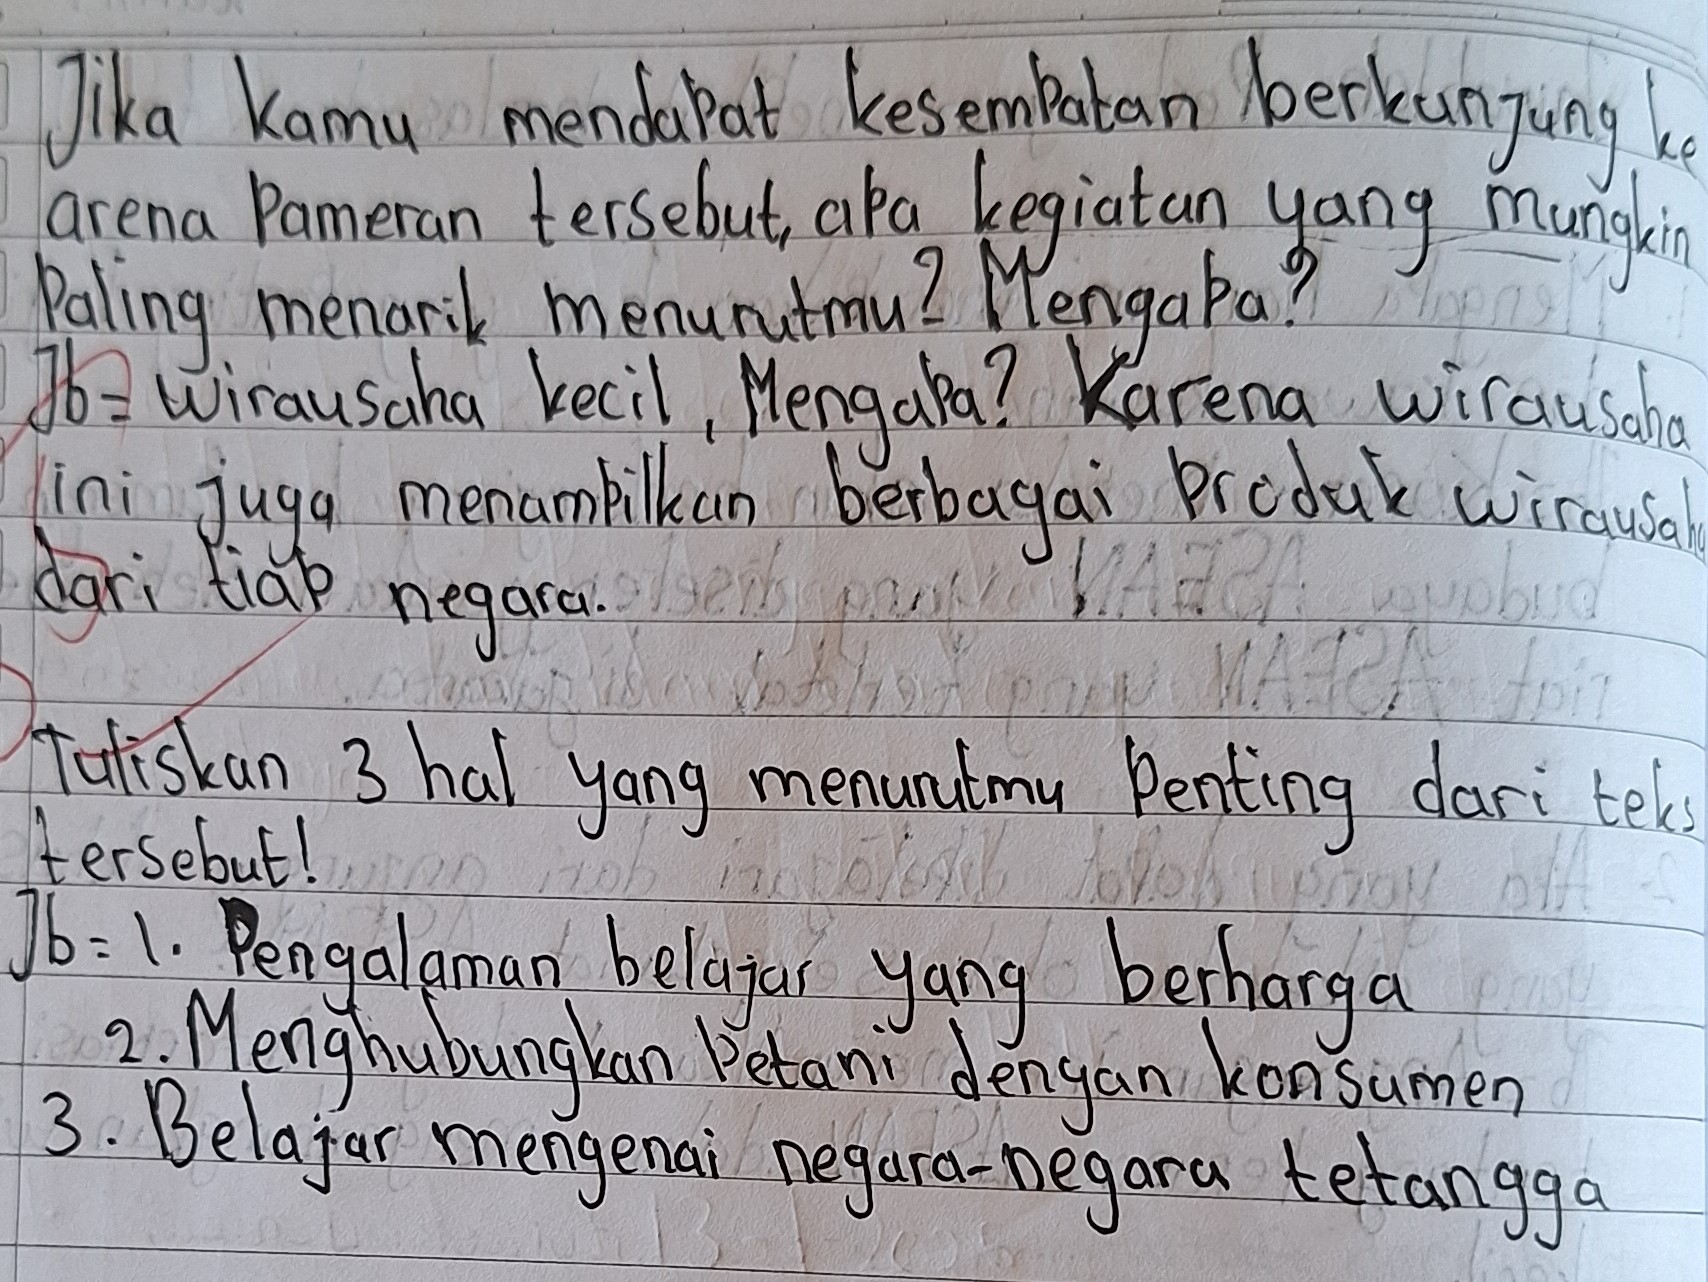 Jika kamu mendapat kesempatan berkunjung ke
arena pameran tersebut, apa kegiatan yang mungkin
paling menarik menurutmu? Mengapa?
Jb = wirausaha kecil, Mengapa? Karena wirausaha
ini juga menampilkan berbagai produk wirausaha
dari tiap negara.
Tuliskan 3 hal yang menurutmu penting dari teks
tersebut!
Jb = 1. Pengalaman belajar yang berharga
2. Menghubungkan petani dengan konsumen
3. Belajar mengenai negara-negara tetangga